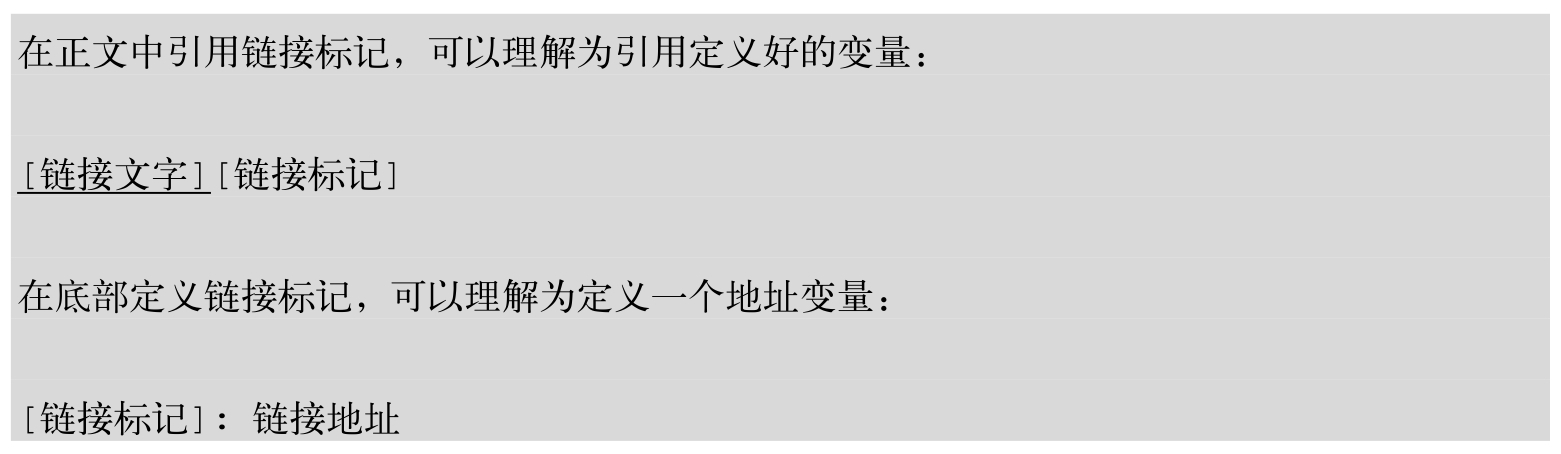 在正文中引用链接标记，可以理解为引用定义好的变量：
[链接文字][链接标记]
在底部定义链接标记，可以理解为定义一个地址变量：
[链接标记]：链接地址